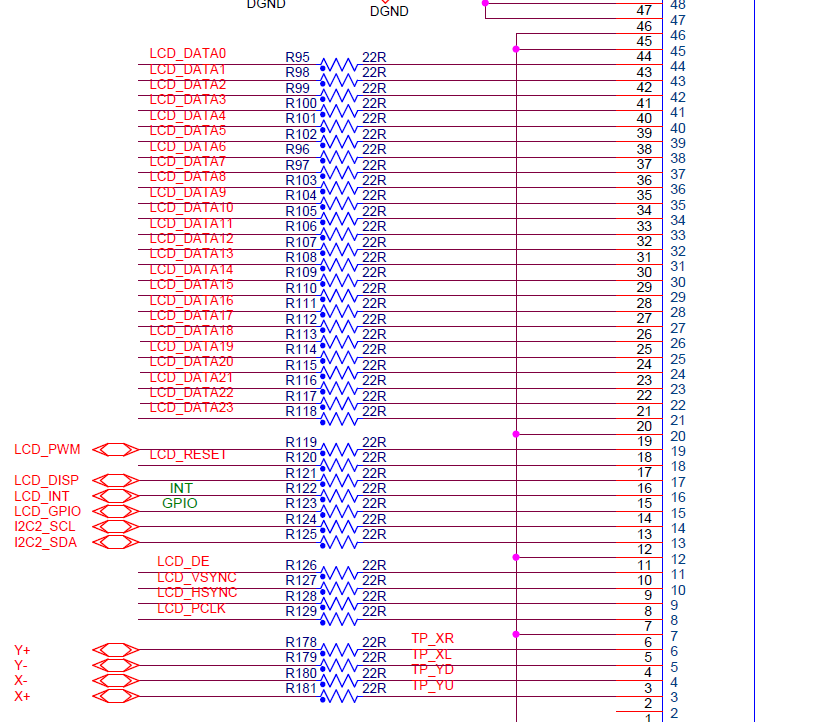 DGND
DGND
48
47 47
46 46
45 45
LCD_DATA0 R95 22R 44 44
LCD_DATA1 R98 22R 43 43
LCD_DATA2 R99 22R 42 42
LCD_DATA3 R100 22R 41 41
LCD_DATA4 R101 22R 40 40
LCD_DATA5 R102 22R 39 39
LCD_DATA6 R96 22R 38 38
LCD_DATA7 R97 22R 37 37
LCD_DATA8 R103 22R 36 36
LCD_DATA9 R104 22R 35 35
LCD_DATA10 R105 22R 34 34
LCD_DATA11 R106 22R 33 33
LCD_DATA12 R107 22R 32 32
LCD_DATA13 R108 22R 31 31
LCD_DATA14 R109 22R 30 30
LCD_DATA15 R110 22R 29 29
LCD_DATA16 R111 22R 28 28
LCD_DATA17 R112 22R 27 27
LCD_DATA18 R113 22R 26 26
LCD_DATA19 R114 22R 25 25
LCD_DATA20 R115 22R 24 24
LCD_DATA21 R116 22R 23 23
LCD_DATA22 R117 22R 22 22
LCD_DATA23 R118 22R 21 21
20 20
LCD_PWM R119 22R 19 19
LCD_RESET R120 22R 18 18
LCD_DISP R121 22R 17 17
LCD_INT INT R122 22R 16 16
LCD_GPIO GPIO R123 22R 15 15
I2C2_SCL R124 22R 14 14
I2C2_SDA R125 22R 13 13
12 12
LCD_DE R126 22R 11 11
LCD_VSYNC R127 22R 10 10
LCD_HSYNC R128 22R 9 9
LCD_PCLK R129 22R 8 8
7 7
Y+ R178 22R TP_XR 6 6
Y- R179 22R TP_XL 5 5
X- R180 22R TP_YD 4 4
X+ R181 22R TP_YU 3 3
2 2
1